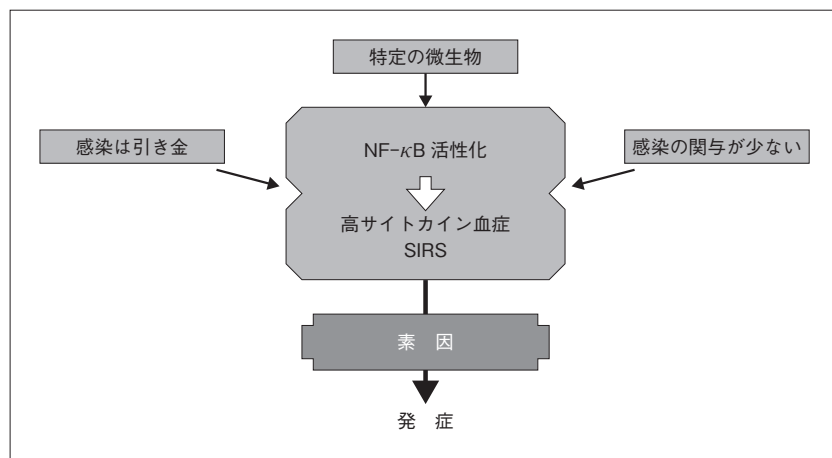 特定の微生物
感染は引き金
感染の関与が少ない
NF-κB 活性化
高サイトカイン血症
SIRS
素 因
発 症